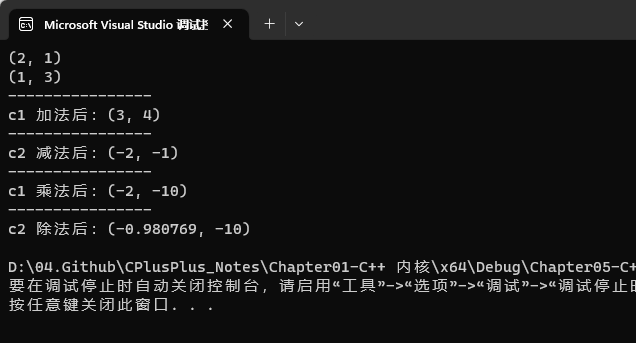 Microsoft Visual Studio 调试
(2, 1)
(1, 3)
----------------
c1 加法后: (3, 4)
----------------
c2 减法后: (-2, -1)
----------------
c1 乘法后: (-2, -10)
----------------
c2 除法后: (-0.980769, -10)
D:\04.Github\CPlusPlus_Notes\Chapter01-C++ 内核\x64\Debug\Chapter05-C+
要在调试停止时自动关闭控制台，请启用“工具”->“选项”->“调试”->“调试停止时
按任意键关闭此窗口. . .